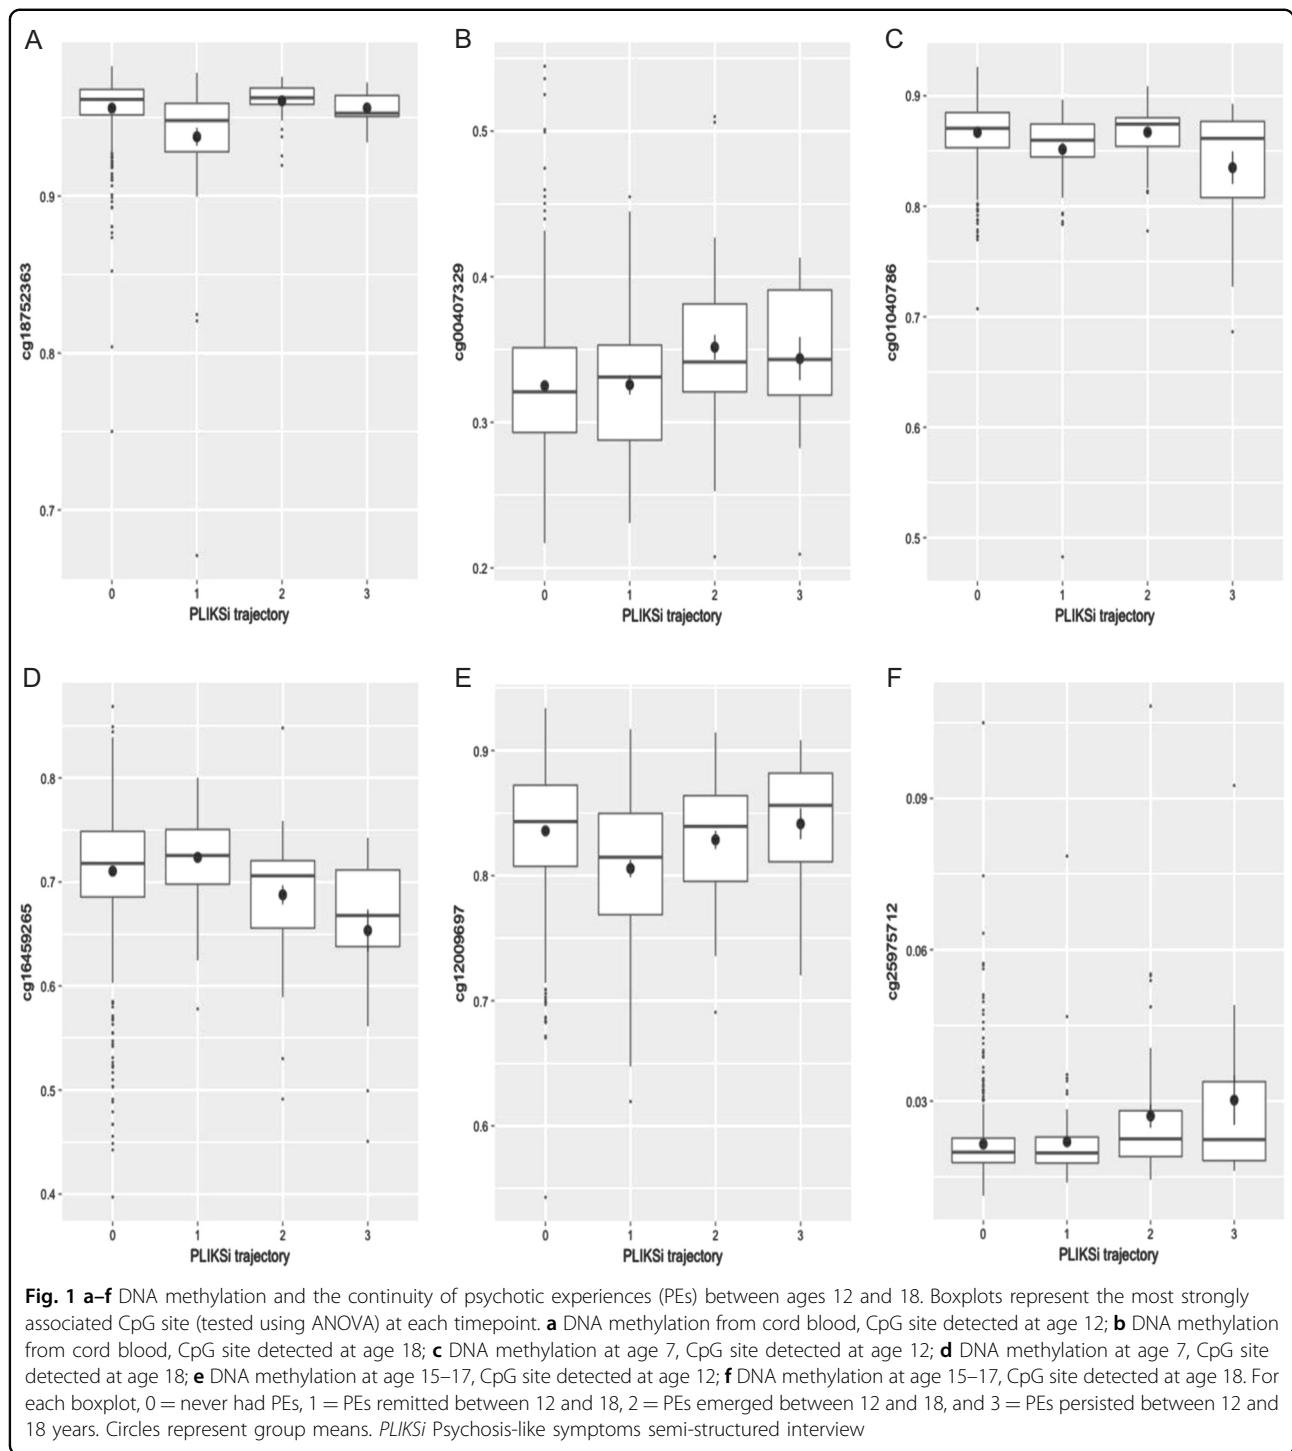 A
0.9
0.8
0.7
cg18752363
0
1
2
3
PLIKSi trajectory
B
0.5
0.4
0.3
0.2
cg00407329
0
1
2
3
PLIKSi trajectory
C
0.9
0.8
0.7
0.6
0.5
cg01040786
0
1
2
3
PLIKSi trajectory
D
0.8
0.7
0.6
0.5
0.4
cg16459265
0
1
2
3
PLIKSi trajectory
E
0.9
0.8
0.7
0.6
cg12009697
0
1
2
3
PLIKSi trajectory
F
0.09
0.06
0.03
cg25975712
0
1
2
3
PLIKSi trajectory
Fig. 1 a–f DNA methylation and the continuity of psychotic experiences (PEs) between ages 12 and 18. Boxplots represent the most strongly
associated CpG site (tested using ANOVA) at each timepoint. a DNA methylation from cord blood, CpG site detected at age 12; b DNA methylation
from cord blood, CpG site detected at age 18; c DNA methylation at age 7, CpG site detected at age 12; d DNA methylation at age 7, CpG site
detected at age 18; e DNA methylation at age 15–17, CpG site detected at age 12; f DNA methylation at age 15–17, CpG site detected at age 18. For
each boxplot, 0 = never had PEs, 1 = PEs remitted between 12 and 18, 2 = PEs emerged between 12 and 18, and 3 = PEs persisted between 12 and
18 years. Circles represent group means. PLIKSi Psychosis-like symptoms semi-structured interview